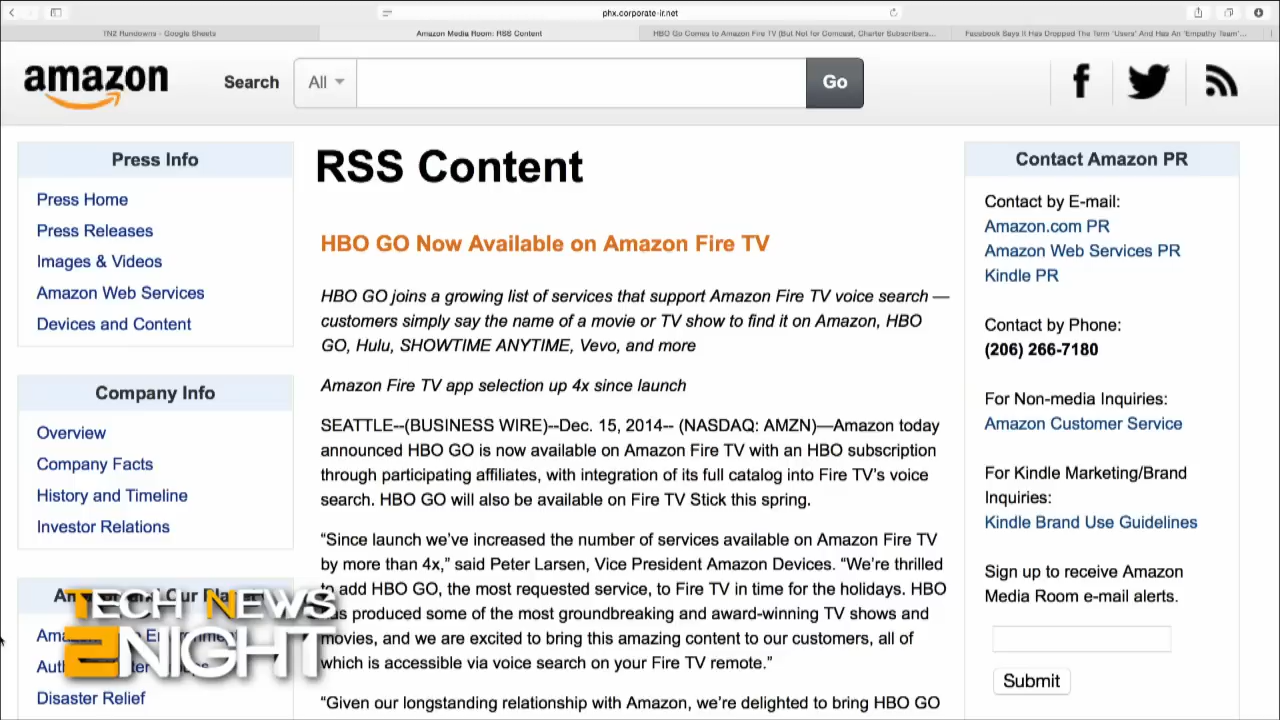 phx.corporate-ir.net
TN2 Rundowns - Google Sheets
Amazon Media Room: RSS Content
HBO Go Comes to Amazon Fire TV (But Not for Comcast, Charter Subscribers...
Facebook Says It Has Dropped The Term 'Users' And Has An 'Empathy Team'...
amazon
Search
All
Go
Press Info
Press Home
Press Releases
Images & Videos
Amazon Web Services
Devices and Content
Company Info
Overview
Company Facts
History and Timeline
Investor Relations
Disaster Relief
RSS Content
HBO GO Now Available on Amazon Fire TV
HBO GO joins a growing list of services that support Amazon Fire TV voice search —
customers simply say the name of a movie or TV show to find it on Amazon, HBO
GO, Hulu, SHOWTIME ANYTIME, Vevo, and more
Amazon Fire TV app selection up 4x since launch
SEATTLE--(BUSINESS WIRE)--Dec. 15, 2014-- (NASDAQ: AMZN)—Amazon today
announced HBO GO is now available on Amazon Fire TV with an HBO subscription
through participating affiliates, with integration of its full catalog into Fire TV's voice
search. HBO GO will also be available on Fire TV Stick this spring.
“Since launch we’ve increased the number of services available on Amazon Fire TV
by more than 4x,” said Peter Larsen, Vice President Amazon Devices. “We’re thrilled
to add HBO GO, the most requested service, to Fire TV in time for the holidays. HBO
has produced some of the most groundbreaking and award-winning TV shows and
movies, and we are excited to bring this amazing content to our customers, all of
which is accessible via voice search on your Fire TV remote.”
“Given our longstanding relationship with Amazon, we’re delighted to bring HBO GO
Contact Amazon PR
Contact by E-mail:
Amazon.com PR
Amazon Web Services PR
Kindle PR
Contact by Phone:
(206) 266-7180
For Non-media Inquiries:
Amazon Customer Service
For Kindle Marketing/Brand
Inquiries:
Kindle Brand Use Guidelines
Sign up to receive Amazon
Media Room e-mail alerts.
Submit
TECH NEWS
2NIGHT